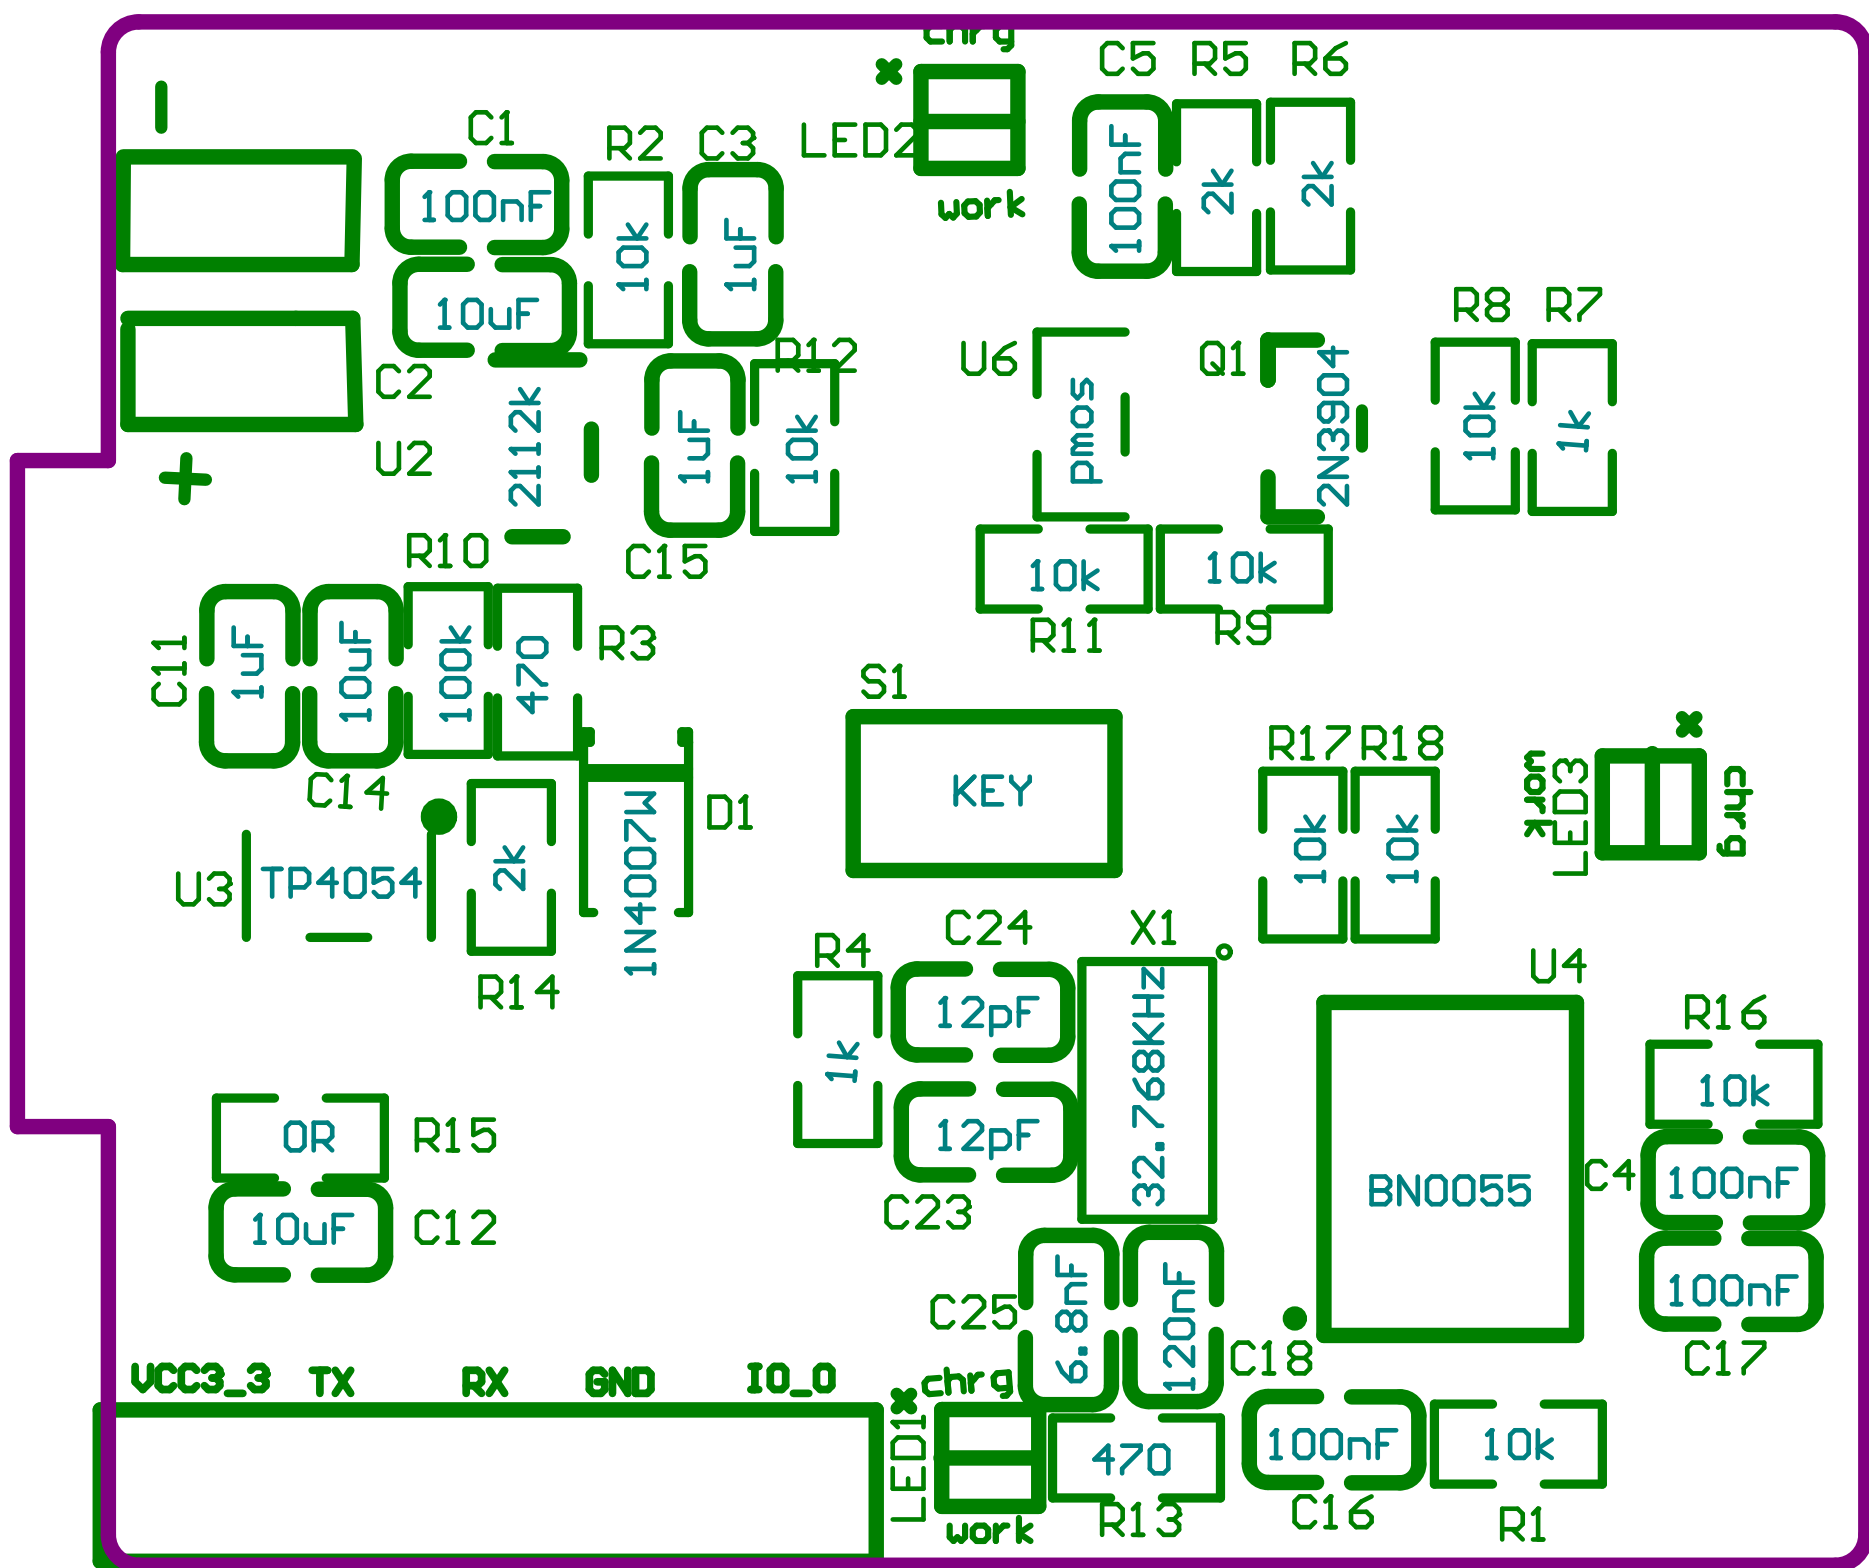 chrg
C5 R5 R6
C1
R2 C3
LED2
100nF
2k
2k
100nF
10k
1uF
work
10uF
R8 R7
R12
U6
Q1
C2
2112k
1uF
10k
pmos
2N3904
10k
1k
U2
+
R10
C15
10k
10k
R11
R9
C11
1uF
10uF
100k
470
R3
S1
C14
R17 R18
work
LED3
chrg
KEY
D1
1N4007W
10k
10k
U3
TP4054
2k
R14
R4
C24
X1
U4
12pF
R16
1k
32.768KHz
10k
0R
R15
12pF
BNO055
C4
100nF
10uF
C12
C23
C25
6.8nF
120nF
100nF
C18
C17
VCC3_3 TX RX GND IO_0
chrg
LED1
470
100nF
10k
work
R13
C16
R1